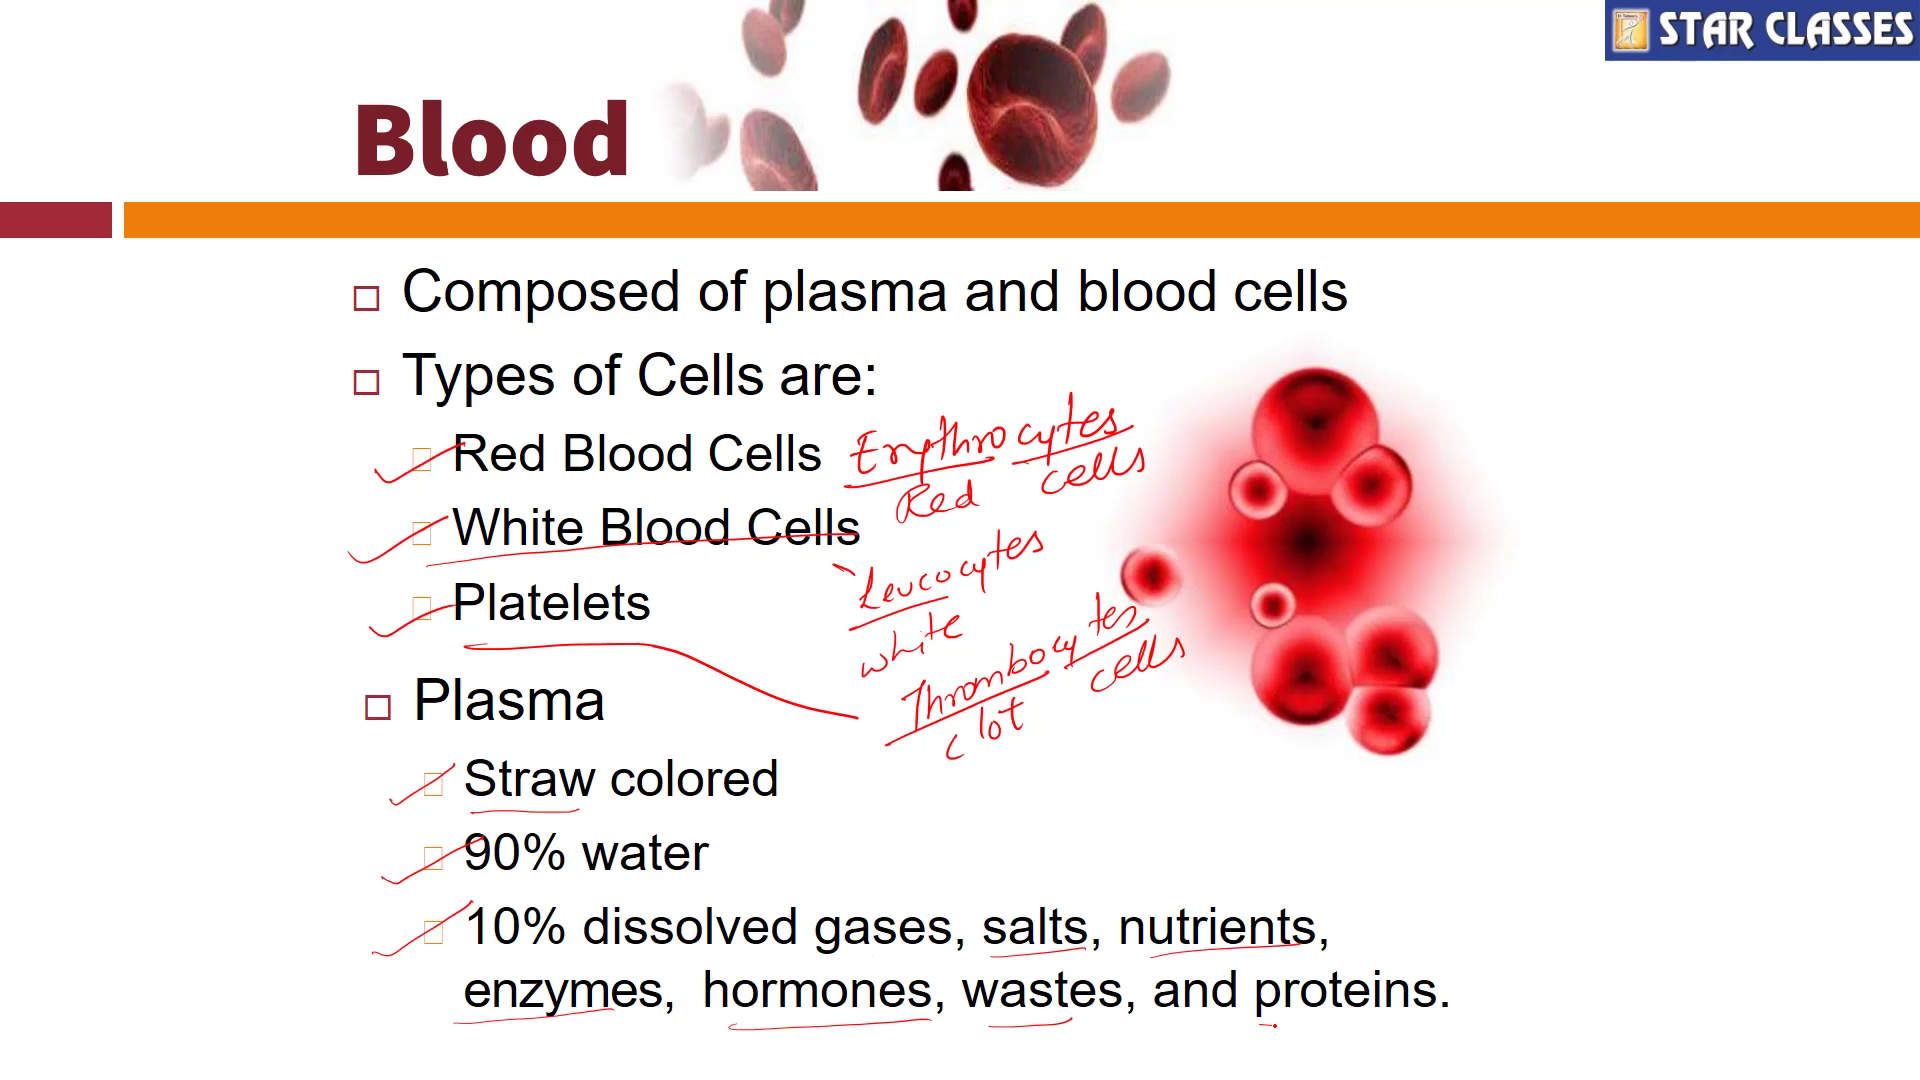 STAR CLASSES
Blood
Composed of plasma and blood cells
Types of Cells are:
Red Blood Cells Erythrocytes
Red cells
White Blood Cells
Leucocytes
white
Platelets
Thrombocytes
clot cells
Plasma
Straw colored
90% water
10% dissolved gases, salts, nutrients,
enzymes, hormones, wastes, and proteins.